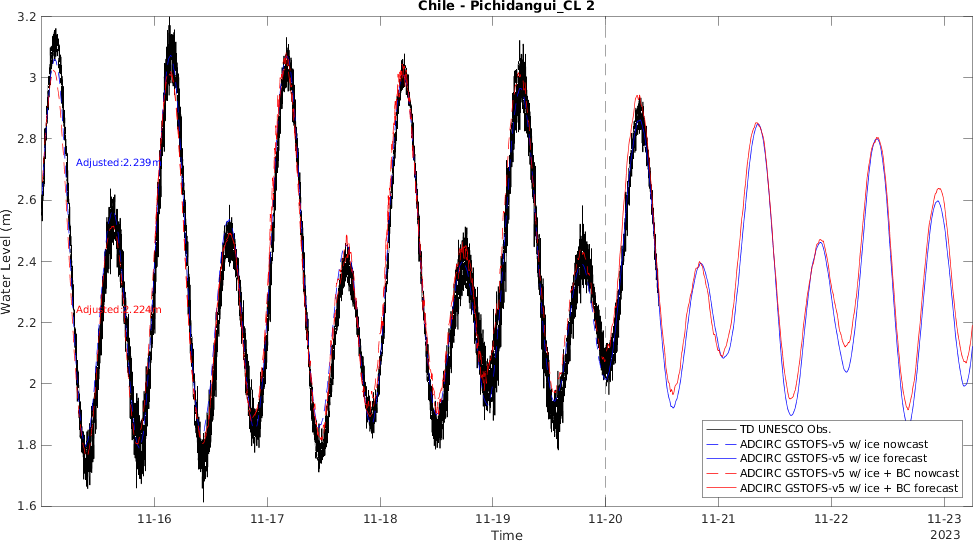 Chile - Pichidangui_CL 2
3.2
3
2.8
2.6
2.4
2.2
2
1.8
1.6
Water Level (m)
Adjusted:2.239m
Adjusted:2.224m
TD UNESCO Obs.
ADCIRC GSTOFS-v5 w/ ice nowcast
ADCIRC GSTOFS-v5 w/ ice forecast
ADCIRC GSTOFS-v5 w/ ice + BC nowcast
ADCIRC GSTOFS-v5 w/ ice + BC forecast
11-16 11-17 11-18 11-19 11-20 11-21 11-22 11-23
Time
2023